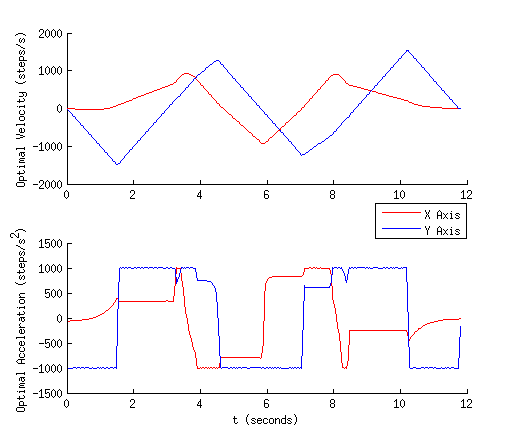 2000
1000
0
−1000
−2000
Optimal Velocity (steps/s)
0 2 4 6 8 10 12
X Axis
Y Axis
1500
1000
500
0
−500
−1000
−1500
Optimal Acceleration (steps/s²)
0 2 4 6 8 10 12
t (seconds)